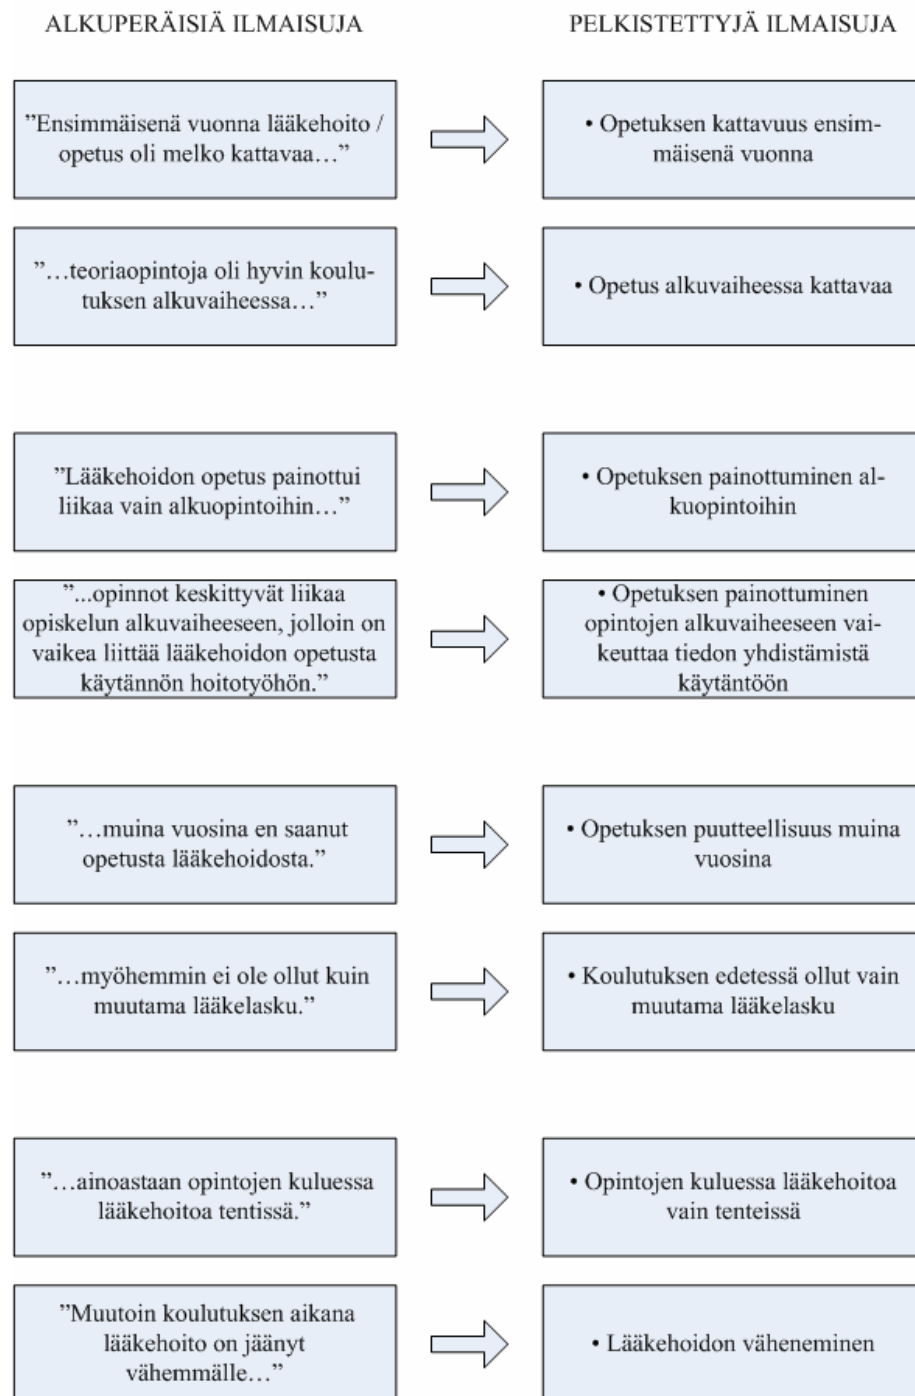 ALKUPERÄISIÄ ILMAISUJA
PELKISTETTYJÄ ILMAISUJA
”Ensimmäisenä vuonna lääkehoito /
opetus oli melko kattavaa…”
• Opetuksen kattavuus ensim-
mäisenä vuonna
”…teoriaopintoja oli hyvin koulu-
tuksen alkuvaiheessa…”
• Opetus alkuvaiheessa kattavaa
”Lääkehoidon opetus painottui
liikaa vain alkuopintoihin…”
• Opetuksen painottuminen al-
kuopintoihin
”...opinnot keskittyvät liikaa
opiskelun alkuvaiheeseen, jolloin on
vaikea liittää lääkehoidon opetusta
käytännön hoitotyöhön.”
• Opetuksen painottuminen
opintojen alkuvaiheeseen vai-
keuttaa tiedon yhdistämistä
käytäntöön
”…muina vuosina en saanut
opetusta lääkehoidosta.”
• Opetuksen puutteellisuus muina
vuosina
”…myöhemmin ei ole ollut kuin
muutama lääkelasku.”
• Koulutuksen edetessä ollut vain
muutama lääkelasku
”…ainoastaan opintojen kuluessa
lääkehoitoa tentissä.”
• Opintojen kuluessa lääkehoitoa
vain tenteissä
”Muutoin koulutuksen aikana
lääkehoito on jäänyt
vähemmälle…”
• Lääkehoidon väheneminen